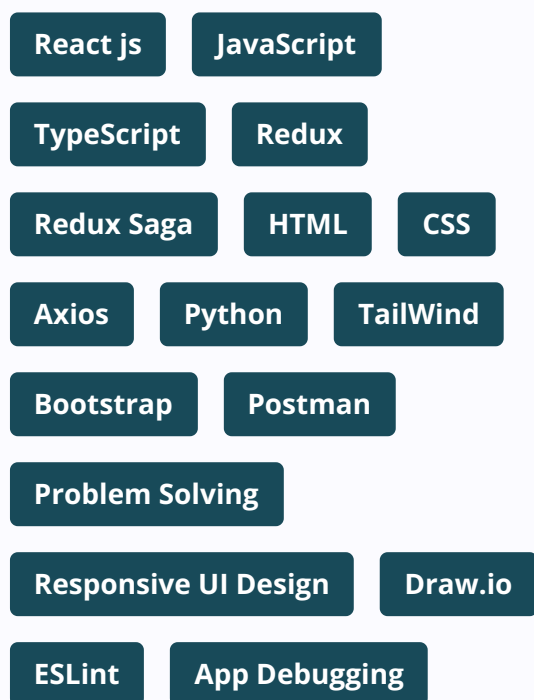 React js JavaScript
TypeScript Redux
Redux Saga HTML CSS
Axios Python TailWind
Bootstrap Postman
Problem Solving
Responsive UI Design Draw.io
ESLint App Debugging